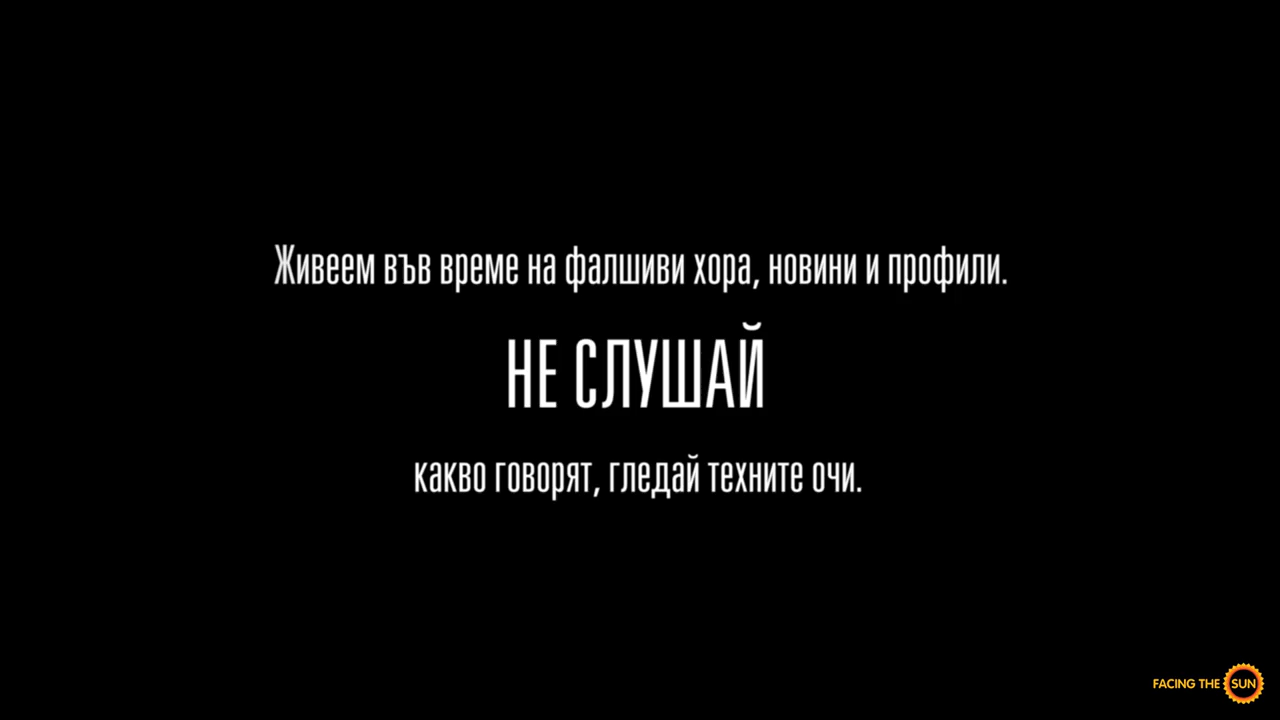 Живеем във време на фалшиви хора, новини и профили.
НЕ СЛУШАЙ
какво говорят, гледай техните очи.
FACING THE SUN